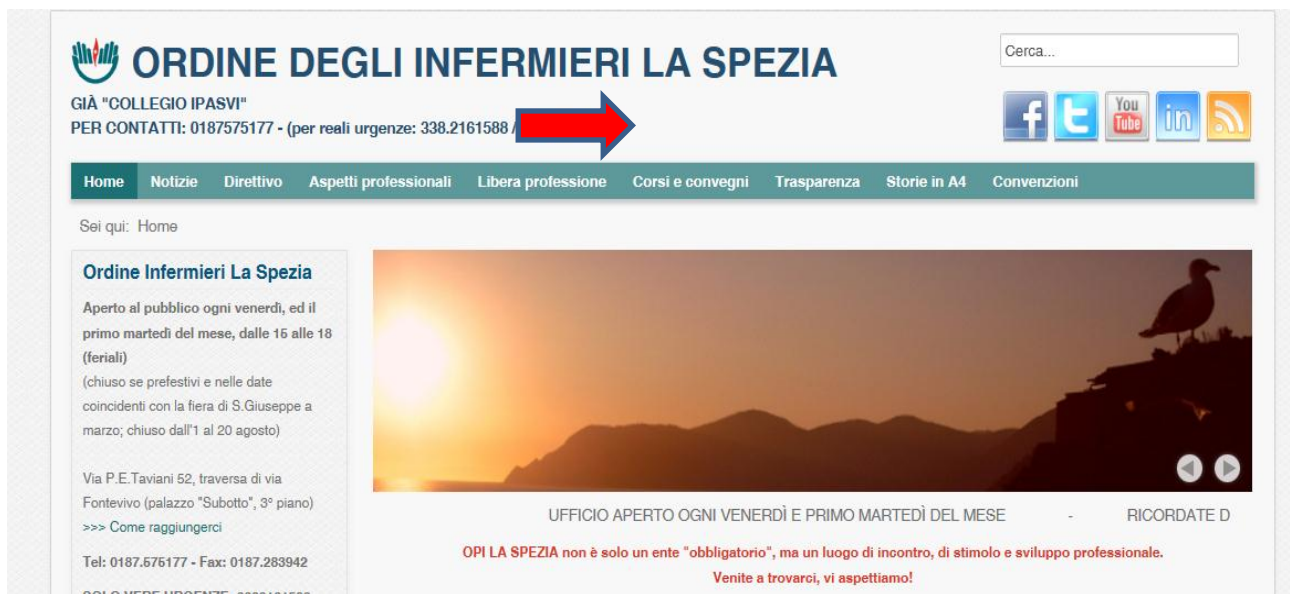 ORDINE DEGLI INFERMIERI LA SPEZIA
Cerca...
GIÀ "COLLEGIO IPASVI"
PER CONTATTI: 0187575177 - (per reali urgenze: 338.2161588 /
You
Tube
in
Home Notizie Direttivo Aspetti professionali Libera professione Corsi e convegni Trasparenza Storie in A4 Convenzioni
Sei qui: Home
Ordine Infermieri La Spezia
Aperto al pubblico ogni venerdì, ed il
primo martedì del mese, dalle 15 alle 18
(feriali)
(chiuso se prefestivi e nelle date
coincidenti con la fiera di S.Giuseppe a
marzo; chiuso dall'1 al 20 agosto)
Via P.E.Taviani 52, traversa di via
Fontevivo (palazzo "Subotto", 3º piano)
>>> Come raggiungerci
Tel: 0187.575177 - Fax: 0187.283942
UFFICIO APERTO OGNI VENERDÌ E PRIMO MARTEDÌ DEL MESE - RICORDATE D
OPI LA SPEZIA non è solo un ente "obbligatorio", ma un luogo di incontro, di stimolo e sviluppo professionale.
Venite a trovarci, vi aspettiamo!